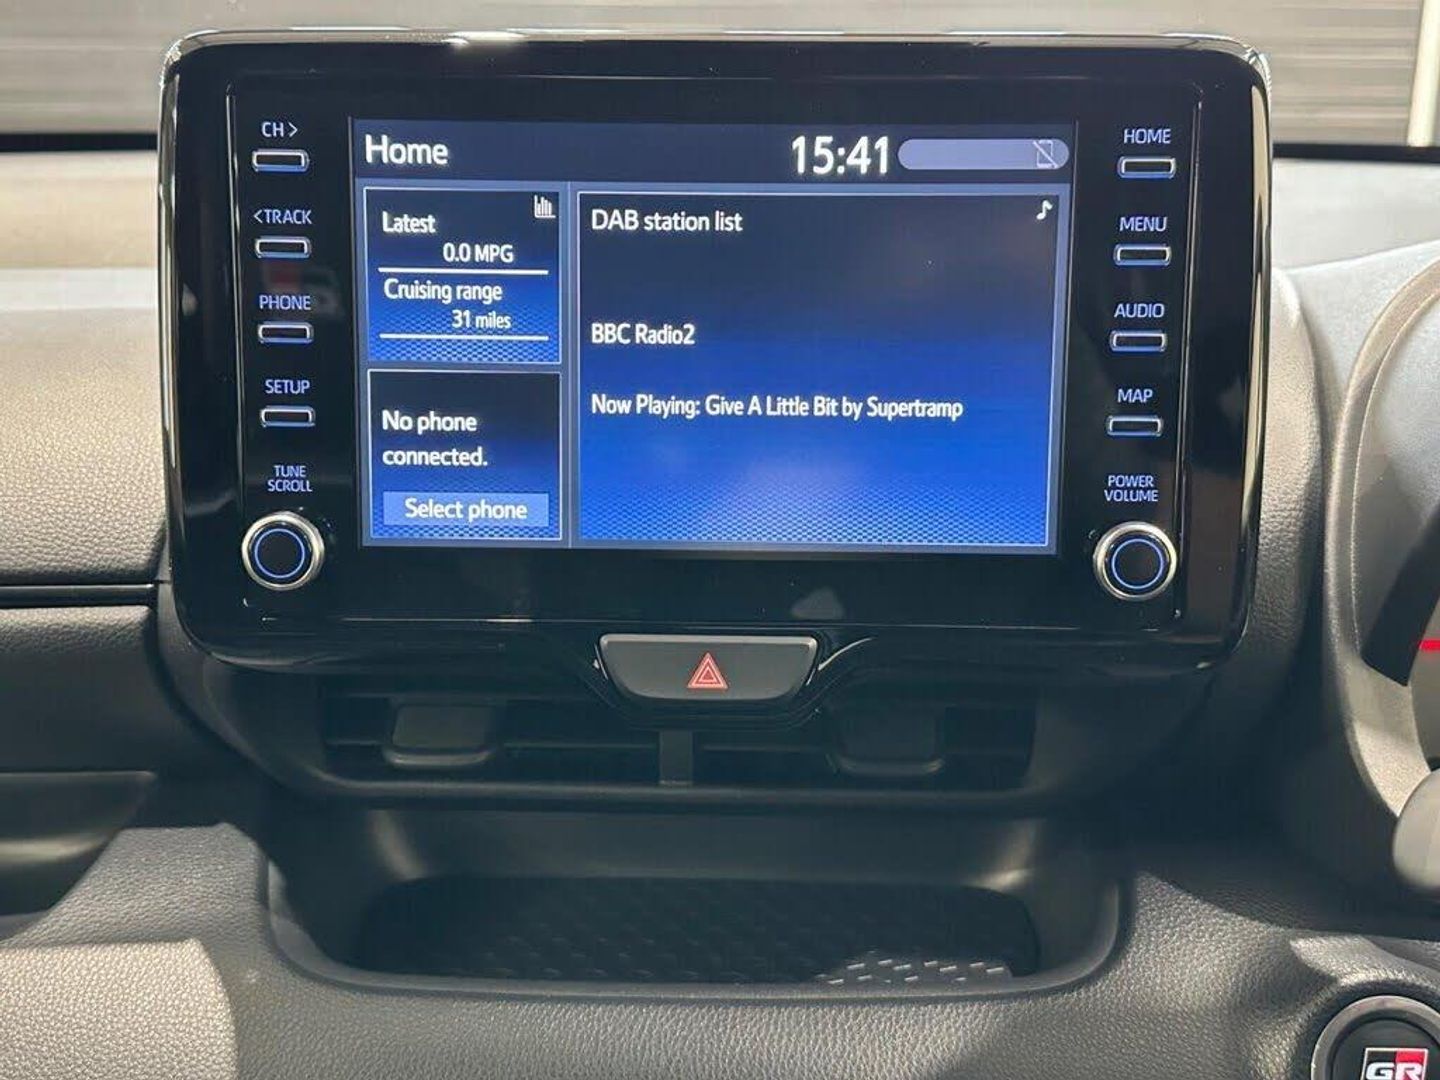 CH >
<TRACK
PHONE
SETUP
TUNE
SCROLL
Home
15:41
Latest
0.0 MPG
Cruising range
31 miles
No phone
connected.
Select phone
DAB station list
BBC Radio2
Now Playing: Give A Little Bit by Supertramp
HOME
MENU
AUDIO
MAP
POWER
VOLUME
GR